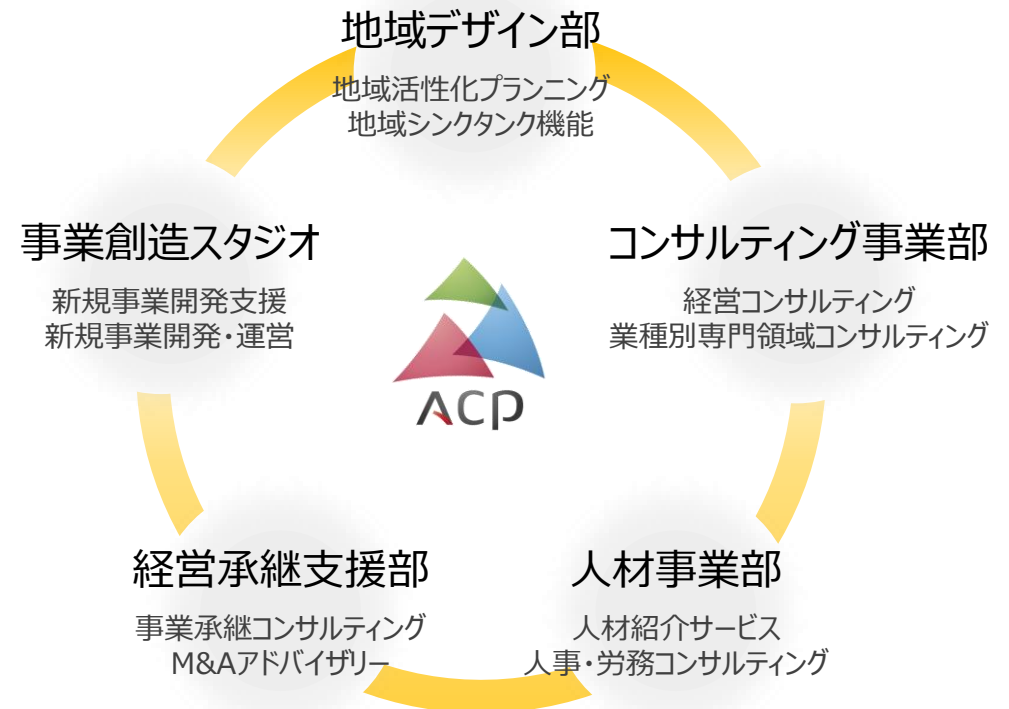 地域デザイン部
地域活性化プランニング
地域シンクタンク機能
事業創造スタジオ
新規事業開発支援
新規事業開発・運営
コンサルティング事業部
経営コンサルティング
業種別専門領域コンサルティング
ACP
経営承継支援部
事業承継コンサルティング
M&Aアドバイザリー
人材事業部
人材紹介サービス
人事・労務コンサルティング